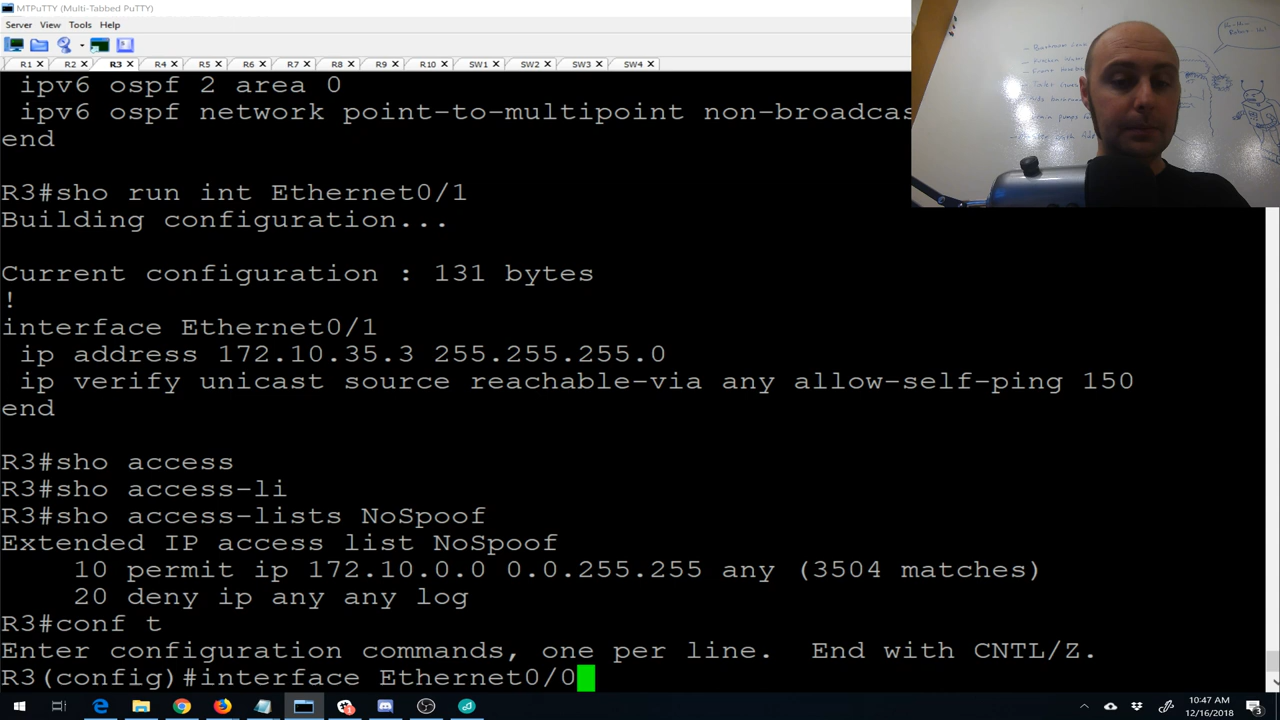 MTPuTTY (Multi-Tabbed PuTTY)
Server View Tools Help
R1 R2 R3 R4 R5 R6 R7 R8 R9 R10 SW1 SW2 SW3 SW4
ipv6 ospf 2 area 0
ipv6 ospf network point-to-multipoint non-broadcas
end
R3#sho run int Ethernet0/1
Building configuration...
Current configuration : 131 bytes
!
interface Ethernet0/1
ip address 172.10.35.3 255.255.255.0
ip verify unicast source reachable-via any allow-self-ping 150
end
R3#sho access
R3#sho access-li
R3#sho access-lists NoSpoof
Extended IP access list NoSpoof
10 permit ip 172.10.0.0 0.0.255.255 any (3504 matches)
20 deny ip any any log
R3#conf t
Enter configuration commands, one per line. End with CNTL/Z.
R3(config)#interface Ethernet0/0
10:47 AM
12/16/2018
3